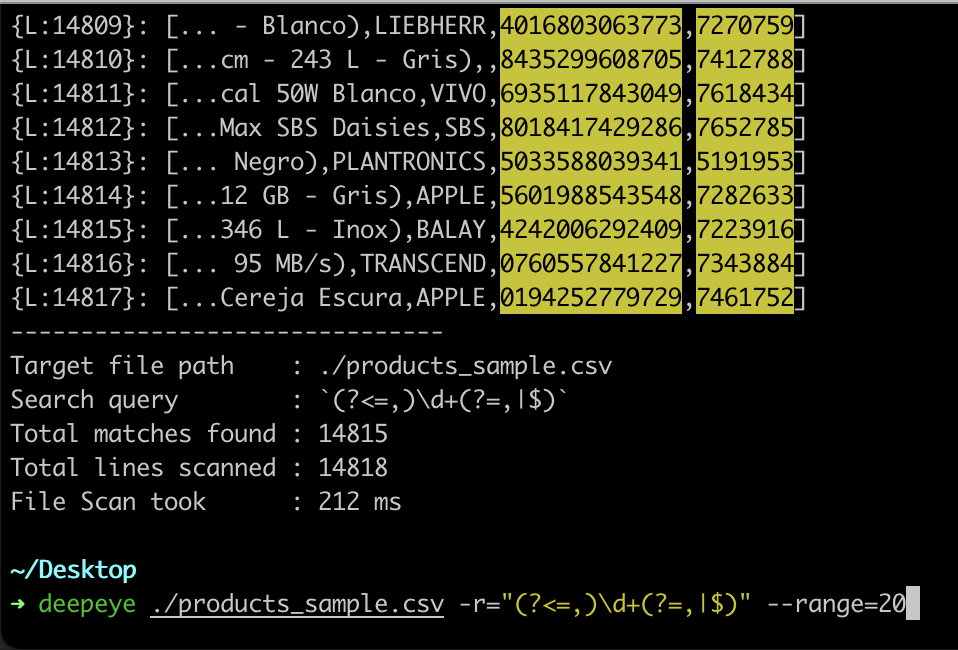 {L:14809}: [... - Blanco),LIEBHERR,4016803063773,7270759]
{L:14810}: [...cm - 243 L - Gris),,8435299608705,7412788]
{L:14811}: [...cal 50W Blanco,VIVO,6935117843049,7618434]
{L:14812}: [...Max SBS Daisies,SBS,8018417429286,7652785]
{L:14813}: [... Negro),PLANTRONICS,5033588039341,5191953]
{L:14814}: [...12 GB - Gris),APPLE,5601988543548,7282633]
{L:14815}: [...346 L - Inox),BALAY,4242006292409,7223916]
{L:14816}: [... 95 MB/s),TRANSCEND,0760557841227,7343884]
{L:14817}: [...Cereja Escura,APPLE,0194252779729,7461752]
-------------------------------
Target file path    : ./products_sample.csv
Search query        : `(?<=,)\d+(?=,|$)`
Total matches found : 14815
Total lines scanned : 14818
File Scan took      : 212 ms
~/Desktop
➜ deepeye ./products_sample.csv -r="(?<=,)\d+(?=,|$)" --range=20